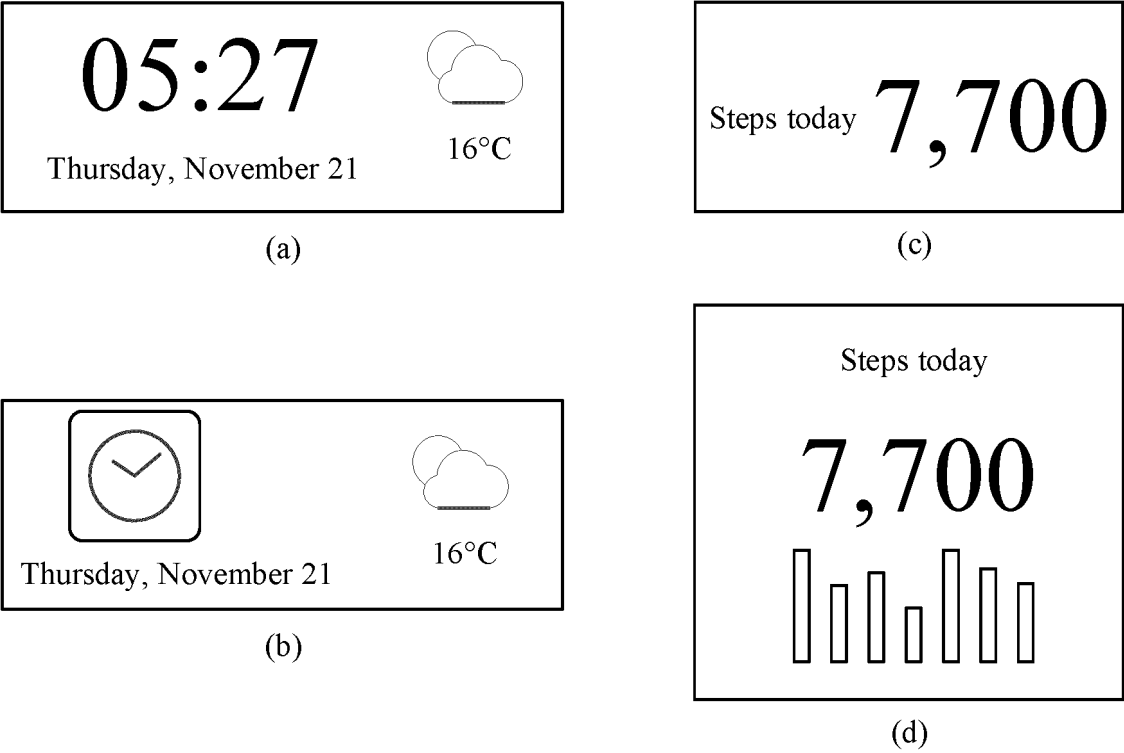 05:27
16°C
Thursday, November 21
(a)
Steps today 7,700
(c)
16°C
Thursday, November 21
(b)
Steps today
7,700
(d)